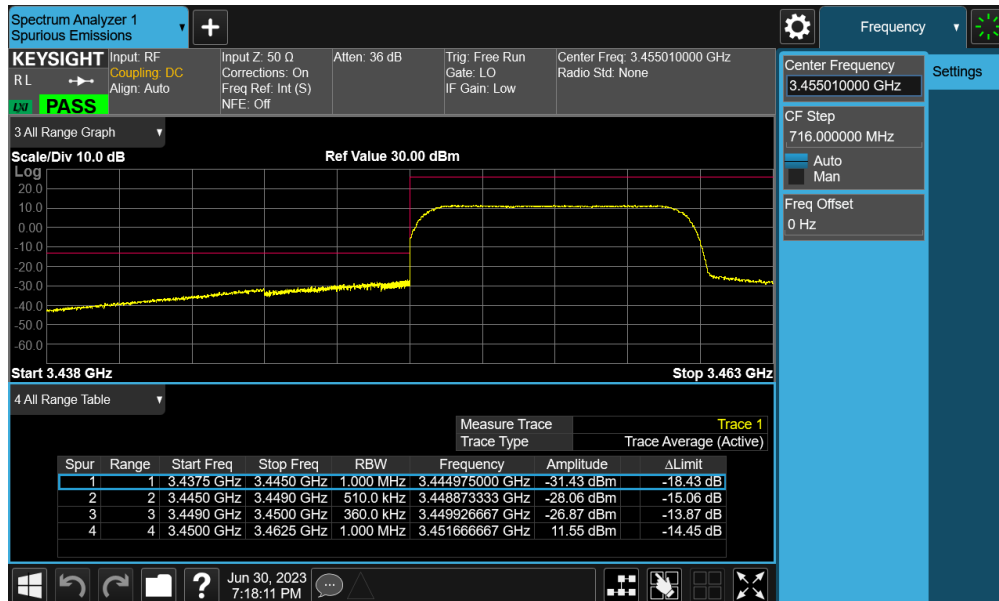 Spectrum Analyzer 1
Spurious Emissions
Frequency
KEYSIGHT
R L
LXI
PASS
Input: RF
Coupling: DC
Align: Auto
Input Z: 50 Ω
Corrections: On
Freq Ref: Int (S)
NFE: Off
Atten: 36 dB
Trig: Free Run
Gate: LO
IF Gain: Low
Center Freq: 3.455010000 GHz
Radio Std: None
Center Frequency
3.455010000 GHz
Settings
CF Step
716.000000 MHz
Auto
Man
Freq Offset
0 Hz
3 All Range Graph
Scale/Div 10.0 dB
Ref Value 30.00 dBm
Log
20.0
10.0
0.00
-10.0
-20.0
-30.0
-40.0
-50.0
-60.0
Start 3.438 GHz
Stop 3.463 GHz
4 All Range Table
Measure Trace Trace 1
Trace Type Trace Average (Active)
Spur Range Start Freq Stop Freq RBW Frequency Amplitude ΔLimit
1 1 3.4375 GHz 3.4450 GHz 1.000 MHz 3.444975000 GHz -31.43 dBm -18.43 dB
2 2 3.4450 GHz 3.4490 GHz 510.0 kHz 3.448873333 GHz -28.06 dBm -15.06 dB
3 3 3.4490 GHz 3.4500 GHz 360.0 kHz 3.449926667 GHz -26.87 dBm -13.87 dB
4 4 3.4500 GHz 3.4625 GHz 1.000 MHz 3.451666667 GHz 11.55 dBm -14.45 dB
?
Jun 30, 2023
7:18:11 PM